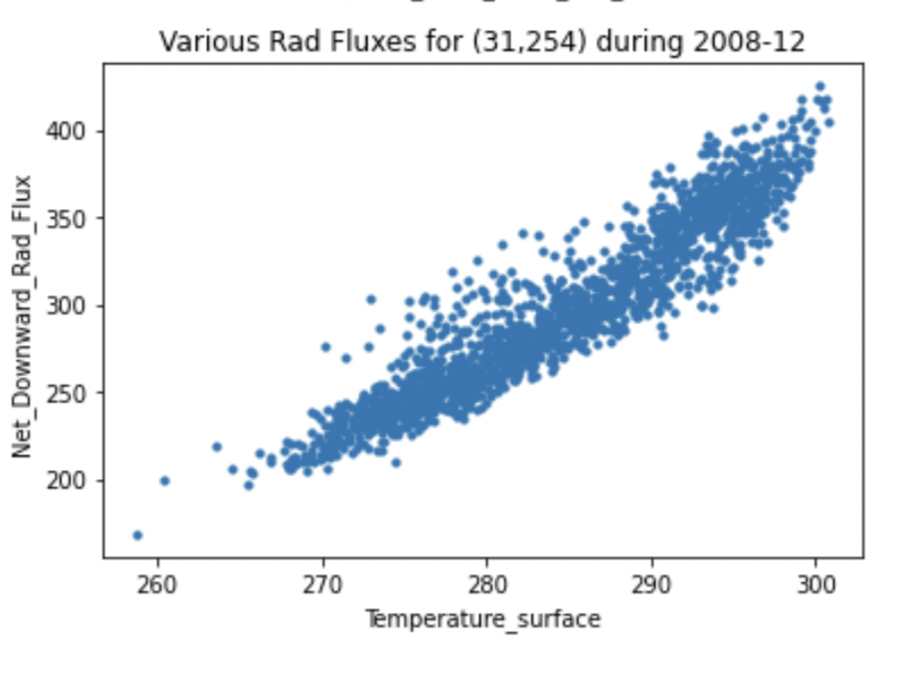 Various Rad Fluxes for (31,254) during 2008-12
Net_Downward_Rad_Flux
400
350
300
250
200
260 270 280 290 300
Temperature_surface